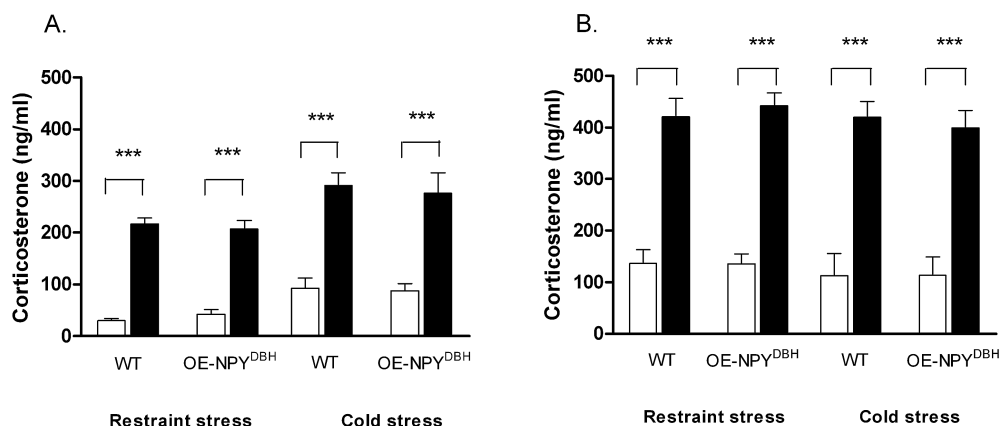 A.
*** *** *** ***
Corticosterone (ng/ml)
500
400
300
200
100
0
WT OE-NPYDBH WT OE-NPYDBH
Restraint stress Cold stress
B.
*** *** *** ***
Corticosterone (ng/ml)
500
400
300
200
100
0
WT OE-NPYDBH WT OE-NPYDBH
Restraint stress Cold stress